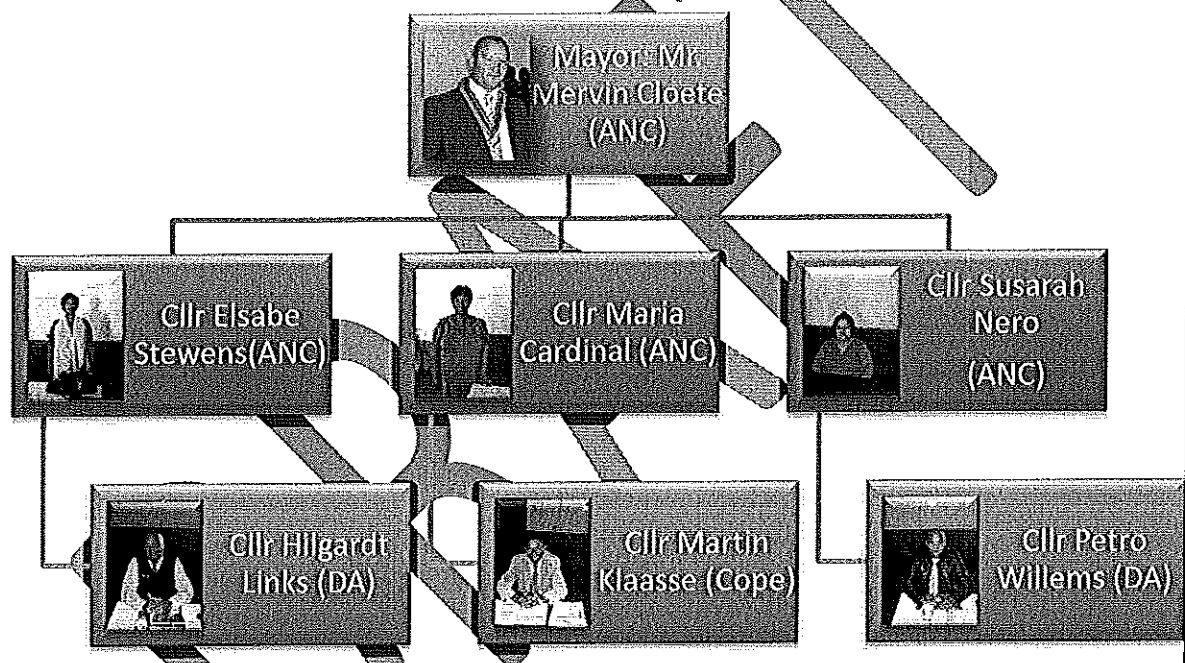 Mayor: Mr
Mervin Cloete
(ANC)
Cllr Elsabe
Stewens(ANC)
Cllr Maria
Cardinal (ANC)
Cllr Susarah
Nero
(ANC)
Cllr Hilgardt
Links (DA)
Cllr Martin
Klaasse (Cope)
Cllr Petro
Willems (DA)